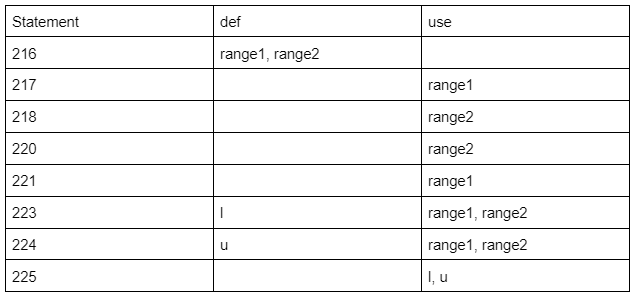 Statement def use
216 range1, range2
217 range1
218 range2
220 range2
221 range1
223 l range1, range2
224 u range1, range2
225 l, u